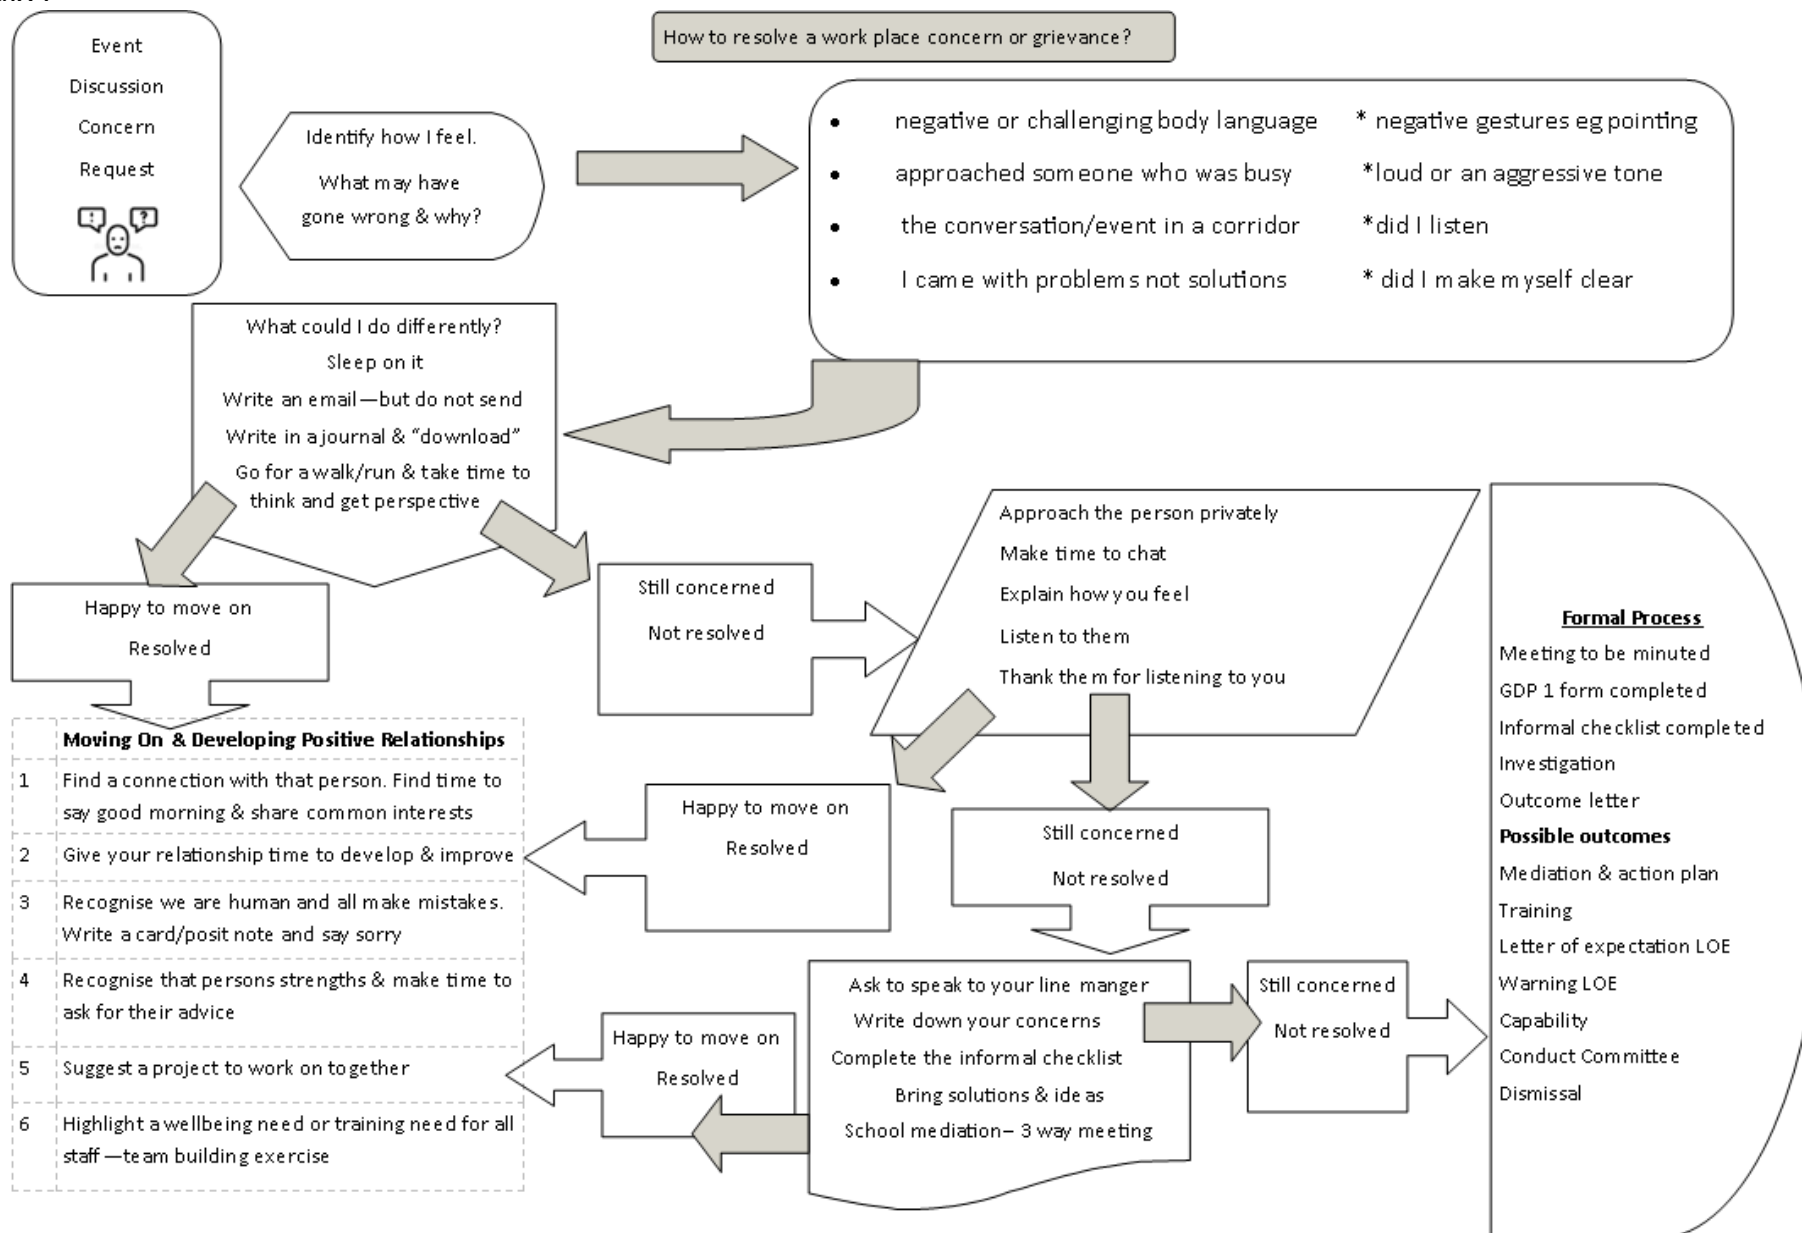 How to resolve a work place concern or grievance?
Event
Discussion
Concern
Request
! ?
Identify how I feel.
What may have
gone wrong & why?
• negative or challenging body language * negative gestures eg pointing
• approached someone who was busy *loud or an aggressive tone
• the conversation/event in a corridor *did I listen
• I came with problems not solutions * did I make myself clear
What could I do differently?
Sleep on it
Write an email—but do not send
Write in a journal & “download”
Go for a walk/run & take time to
think and get perspective
Happy to move on
Resolved
Still concerned
Not resolved
Approach the person privately
Make time to chat
Explain how you feel
Listen to them
Thank them for listening to you
Happy to move on
Resolved
Still concerned
Not resolved
Moving On & Developing Positive Relationships
1 Find a connection with that person. Find time to
say good morning & share common interests
2 Give your relationship time to develop & improve
3 Recognise we are human and all make mistakes.
Write a card/posit note and say sorry
4 Recognise that persons strengths & make time to
ask for their advice
5 Suggest a project to work on together
6 Highlight a wellbeing need or training need for all
staff—team building exercise
Ask to speak to your line manger
Write down your concerns
Complete the informal checklist
Bring solutions & ideas
School mediation– 3 way meeting
Happy to move on
Resolved
Still concerned
Not resolved
Formal Process
Meeting to be minuted
GDP 1 form completed
Informal checklist completed
Investigation
Outcome letter
Possible outcomes
Mediation & action plan
Training
Letter of expectation LOE
Warning LOE
Capability
Conduct Committee
Dismissal